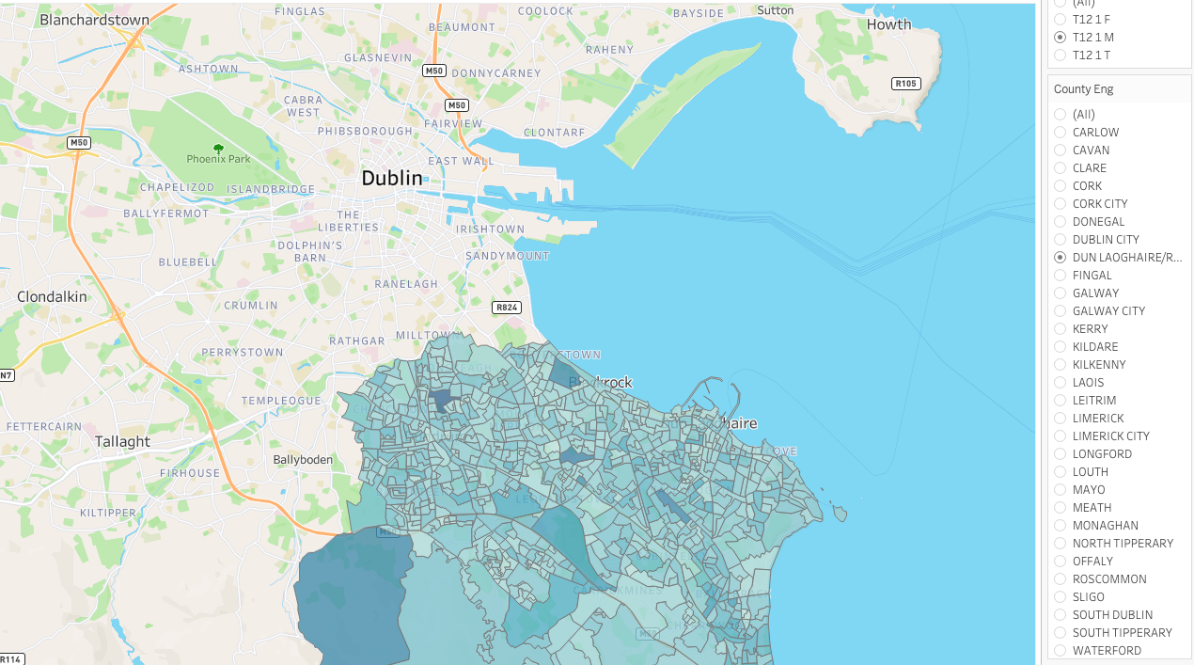 Blanchardstown
FINGLAS
COOLOCK
BAYSIDE
Sutton
Howth
BEAUMONT
RAHENY
GLASNEVIN
ASHTOWN
M50
DONNYCARNEY
R105
CABRA
WEST
M50
FAIRVIEW
PHIBSBOROUGH
CLONTARF
M50
Phoenix Park
EAST WALL
Dublin
CHAPELIZOD
ISLANDBRIDGE
BALLYFERMOT
THE
LIBERTIES
IRISHTOWN
DOLPHIN'S
BARN
SANDYMOUNT
BLUEBELL
RANELAGH
Clondalkin
CRUMLIN
R824
RATHGAR
MILLTOWN
PERRYSTOWN
N7
TEMPLEOGUE
FETTERCAIRN
Tallaght
Ballyboden
FIRHOUSE
KILTIPPER
R114
(All)
T12 1 F
T12 1 M
T12 1 T
County Eng
(All)
CARLOW
CAVAN
CLARE
CORK
CORK CITY
DONEGAL
DUBLIN CITY
DUN LAOGHAIRE/R...
FINGAL
GALWAY
GALWAY CITY
KERRY
KILDARE
KILKENNY
LAOIS
LEITRIM
LIMERICK
LIMERICK CITY
LONGFORD
LOUTH
MAYO
MEATH
MONAGHAN
NORTH TIPPERARY
OFFALY
ROSCOMMON
SLIGO
SOUTH DUBLIN
SOUTH TIPPERARY
WATERFORD